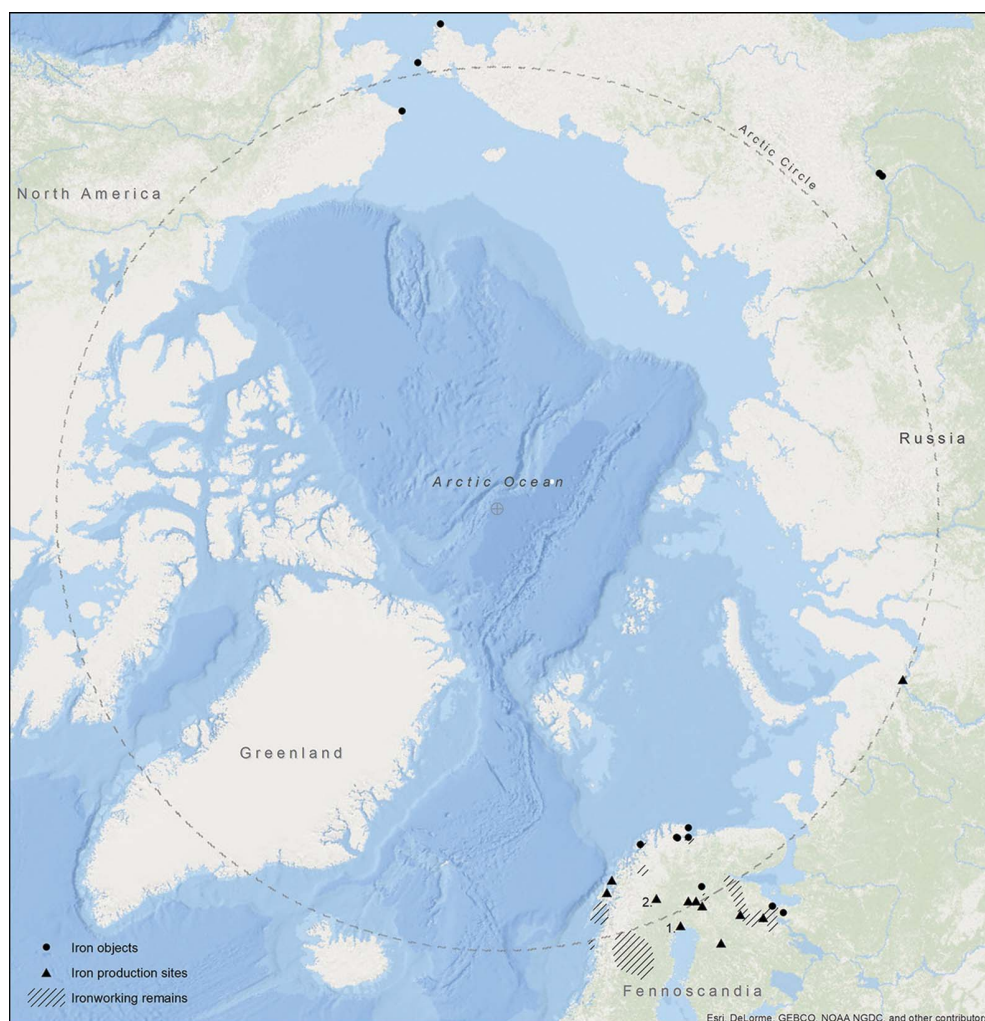 Arctic Circle
North America
Russia
Arctic Ocean
Greenland
2.
1.
Iron objects
Iron production sites
Ironworking remains
Fennoscandia
Esri, DeLorme, GEBCO, NOAA NGDC, and other contributors